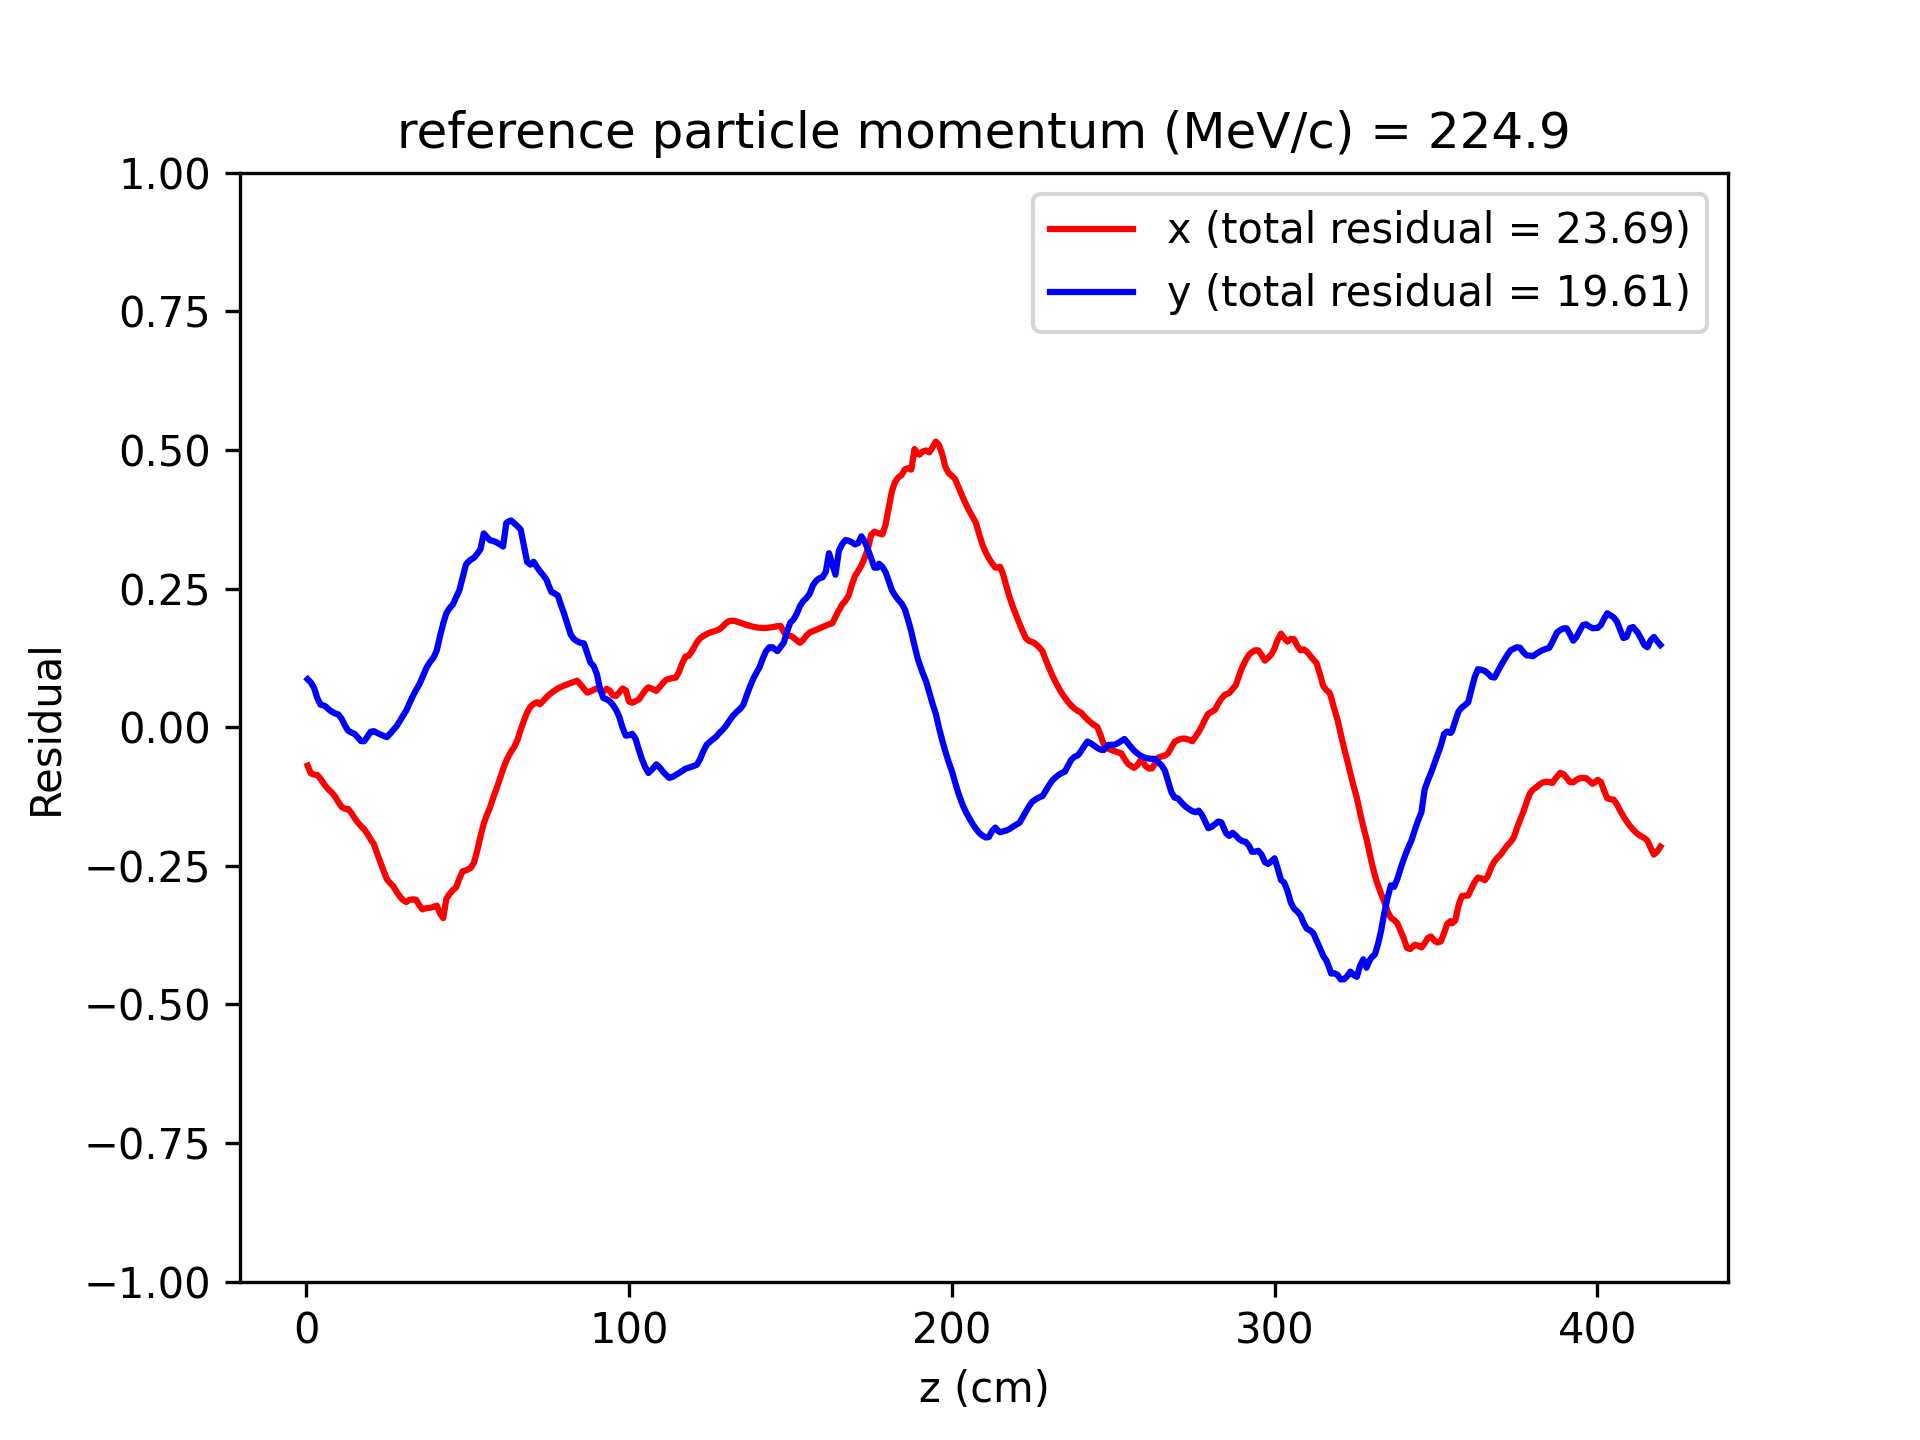 reference particle momentum (MeV/c) = 224.9
x (total residual = 23.69)
y (total residual = 19.61)
Residual
1.00
0.75
0.50
0.25
0.00
−0.25
−0.50
−0.75
−1.00
0 100 200 300 400
z (cm)